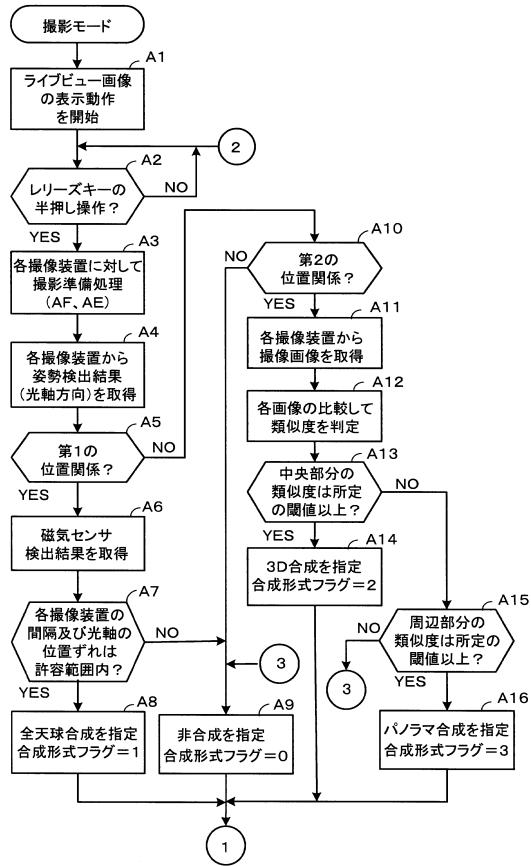 撮影モード
A1
ライブビュー画像
の表示動作
を開始
2
A2
レリーズキーの
半押し操作？
NO
YES
A3
各撮像装置に対して
撮影準備処理
（AF、AE）
A4
各撮像装置から
姿勢検出結果
（光軸方向）を取得
A5
第1の
位置関係？
NO
YES
A6
磁気センサ
検出結果を取得
A7
各撮像装置の
間隔及び光軸の
位置ずれは
許容範囲内？
NO
YES
A8
全天球合成を指定
合成形式フラグ＝1
3
A9
非合成を指定
合成形式フラグ＝0
A10
第2の
位置関係？
NO
YES
A11
各撮像装置から
撮像画像を取得
A12
各画像の比較して
類似度を判定
A13
中央部分の
類似度は所定
の閾値以上？
NO
YES
A14
3D合成を指定
合成形式フラグ＝2
A15
周辺部分の
類似度は所定の
閾値以上？
NO
3
YES
A16
パノラマ合成を指定
合成形式フラグ＝3
1